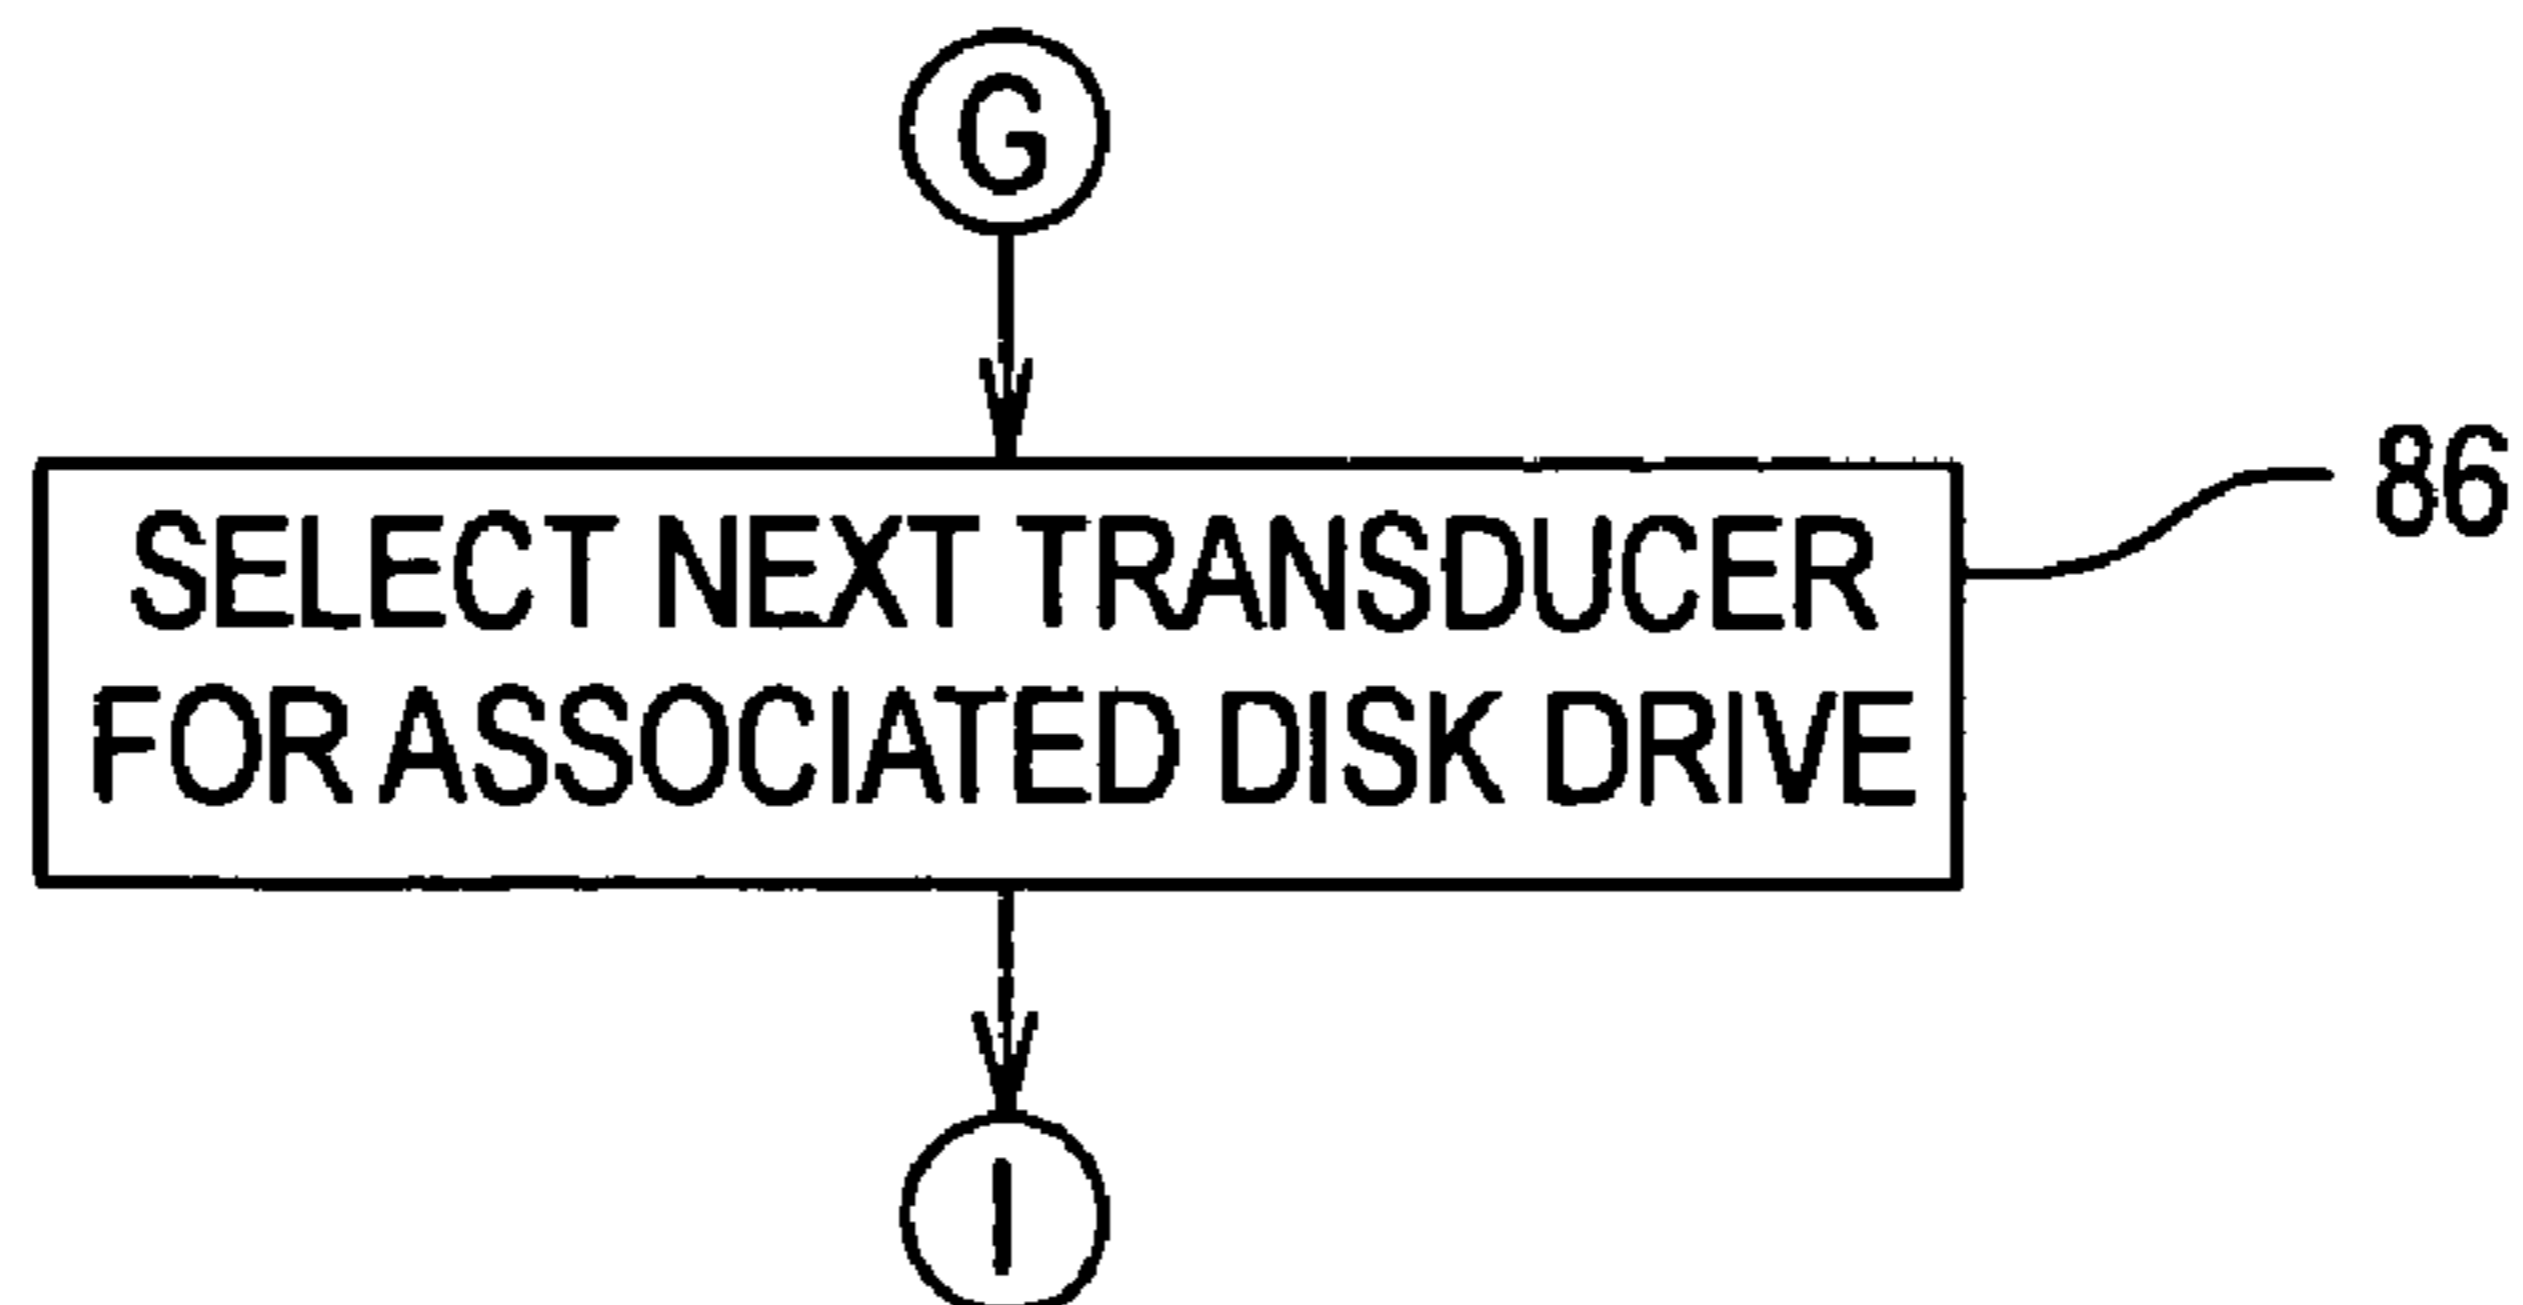 G
SELECT NEXT TRANSDUCER
86
FOR ASSOCIATED DISK DRIVE
I